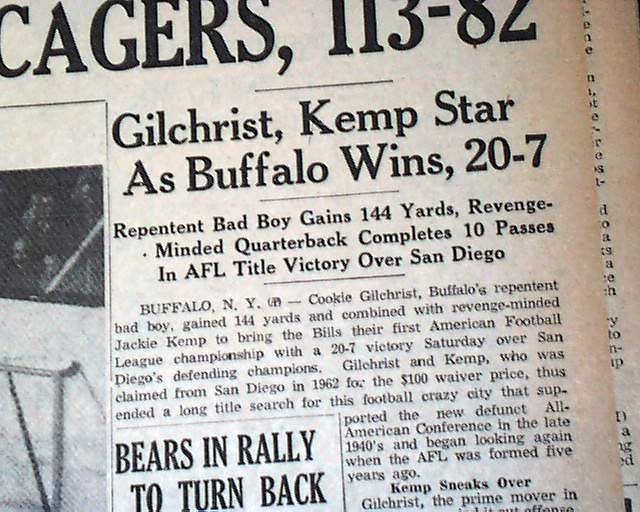 CAGERS, 113-82
Gilchrist, Kemp Star
As Buffalo Wins, 20-7
Repentent Bad Boy Gains 144 Yards, Revenge-
Minded Quarterback Completes 10 Passes
In AFL Title Victory Over San Diego
BUFFALO, N. Y. (AP) — Cookie Gilchrist, Buffalo's repentent
bad boy, gained 144 yards and combined with revenge-minded
Jackie Kemp to bring the Bills their first American Football
League championship with a 20-7 victory Saturday over San
Diego's defending champions. Gilchrist and Kemp, who was
claimed from San Diego in 1962 for the $100 waiver price, thus
ended a long title search for this football crazy city that sup-
ported the new defunct All-
American Conference in the late
1940's and began looking again
when the AFL was formed five
years ago.
Kemp Sneaks Over
Gilchrist, the prime mover in
BEARS IN RALLY
TO TURN BACK